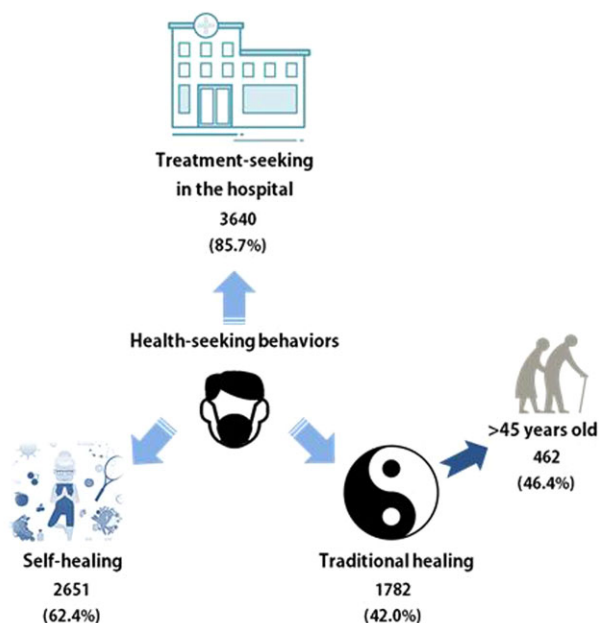 Treatment-seeking
in the hospital
3640
(85.7%)
Health-seeking behaviors
>45 years old
462
(46.4%)
Self-healing
2651
(62.4%)
Traditional healing
1782
(42.0%)